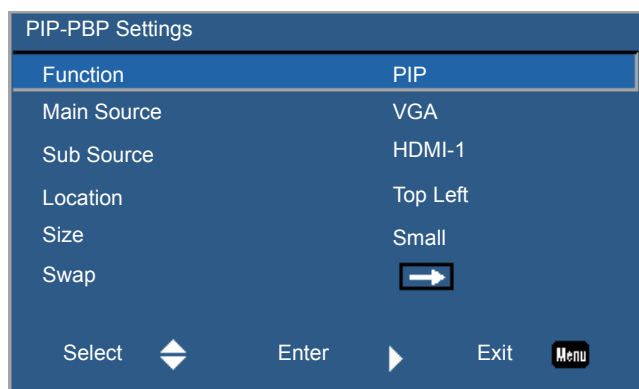 PIP-PBP Settings
Function PIP
Main Source VGA
Sub Source HDMI-1
Location Top Left
Size Small
Swap
Select Enter Exit Menu